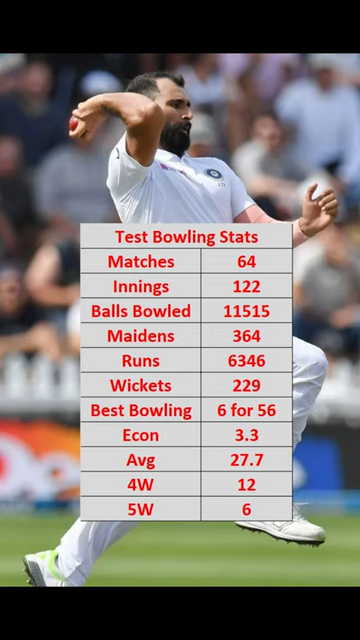 Test Bowling Stats
Matches 64
Innings 122
Balls Bowled 11515
Maidens 364
Runs 6346
Wickets 229
Best Bowling 6 for 56
Econ 3.3
Avg 27.7
4W 12
5W 6